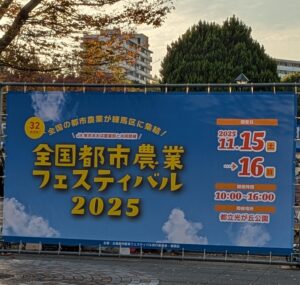 32
全国の都市農業が練馬区に集結!
全国都市農業
フェスティバル
2025
開催日
2025
11.15 土
16 日
開催時間
10:00~16:00
開催場所
都立光が丘公園